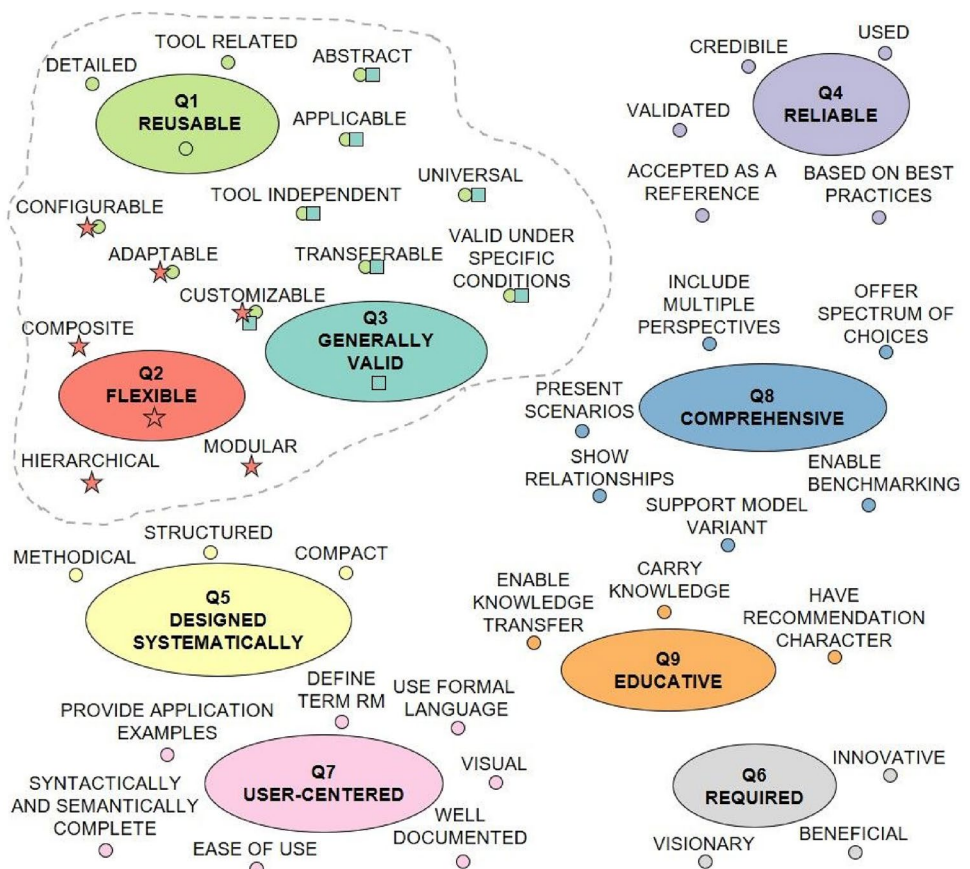 TOOL RELATED
DETAILED
ABSTRACT
Q1
REUSABLE
APPLICABLE
UNIVERSAL
TOOL INDEPENDENT
CONFIGURABLE
ADAPTABLE
TRANSFERABLE
VALID UNDER
SPECIFIC
CONDITIONS
CUSTOMIZABLE
COMPOSITE
Q3
GENERALLY
VALID
Q2
FLEXIBLE
HIERARCHICAL
MODULAR
CREDIBILE
USED
Q4
RELIABLE
VALIDATED
ACCEPTED AS A
REFERENCE
BASED ON BEST
PRACTICES
INCLUDE
MULTIPLE
PERSPECTIVES
OFFER
SPECTRUM OF
CHOICES
PRESENT
SCENARIOS
Q8
COMPREHENSIVE
SHOW
RELATIONSHIPS
ENABLE
BENCHMARKING
SUPPORT MODEL
VARIANT
METHODICAL
STRUCTURED
COMPACT
Q5
DESIGNED
SYSTEMATICALLY
ENABLE
KNOWLEDGE
TRANSFER
CARRY
KNOWLEDGE
HAVE
RECOMMENDATION
CHARACTER
Q9
EDUCATIVE
PROVIDE APPLICATION
EXAMPLES
DEFINE
TERM RM
USE FORMAL
LANGUAGE
Q7
USER-CENTERED
VISUAL
SYNTACTICALLY
AND SEMANTICALLY
COMPLETE
EASE OF USE
WELL
DOCUMENTED
Q6
REQUIRED
INNOVATIVE
VISIONARY
BENEFICIAL